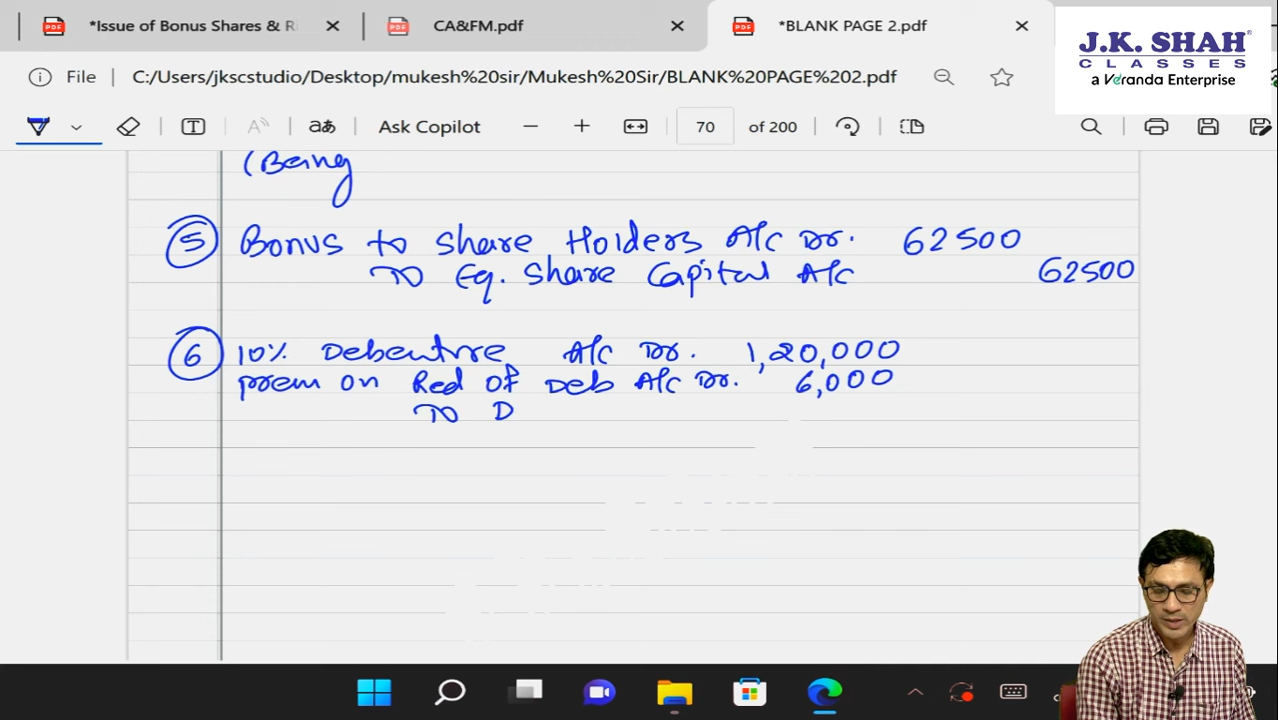 *Issue of Bonus Shares & Ri
CA&FM.pdf
*BLANK PAGE 2.pdf
J.K. SHAH®
CLASSES
a Veranda Enterprise
File
C:/Users/jkscstudio/Desktop/mukesh%20sir/Mukesh%20Sir/BLANK%20PAGE%202.pdf
Ask Copilot
70 of 200
(Being
5 Bonus to Share Holders A/c Dr. 62500
To Eq. Share Capital A/c 62500
6 10% Debenture A/c Dr. 1,20,000
prem on Red of Deb A/c Dr. 6,000
To D